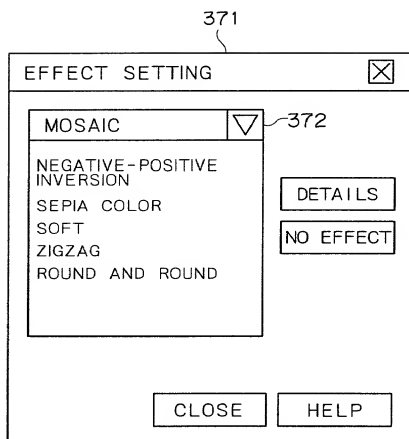 371
EFFECT SETTING
MOSAIC
372
NEGATIVE-POSITIVE
INVERSION
SEPIA COLOR
SOFT
ZIGZAG
ROUND AND ROUND
DETAILS
NO EFFECT
CLOSE
HELP